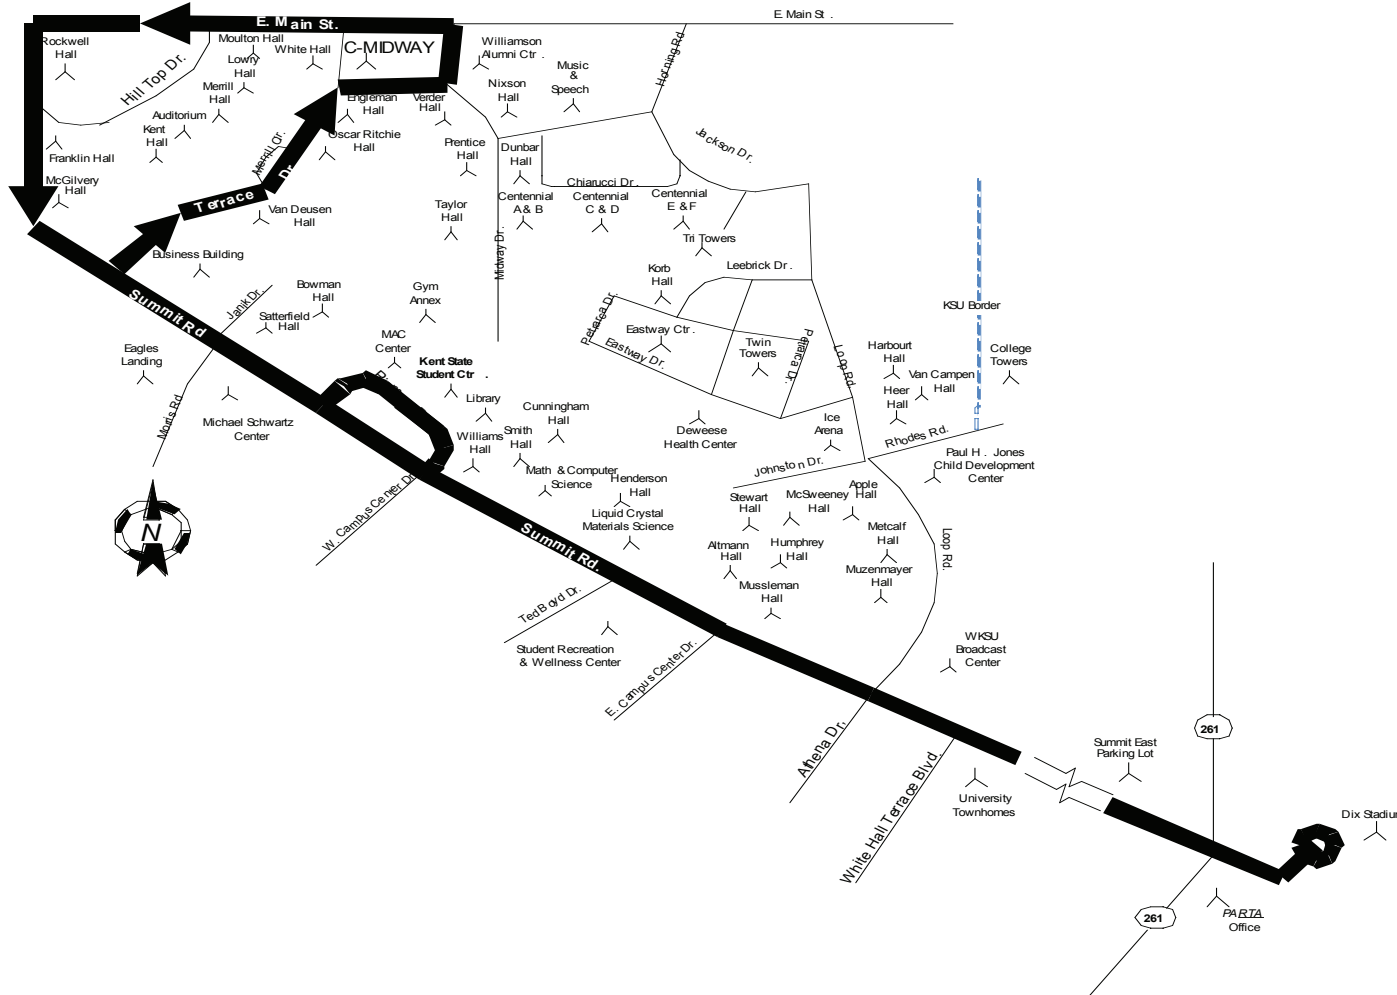 E. Main St.
E. Main St .
Rockwell
Hall
Hill Top Dr.
Moulton Hall
Lowry
Hall
White Hall
C-MIDWAY
Merrill
Hall
Auditorium
Kent
Hall
Franklin Hall
McGilvery
Hall
Williamson
Alumni Ctr .
Music
&
Speech
Nixson
Hall
Horning Rd
Engleman
Hall
Verder
Hall
Oscar Ritchie
Hall
Merrill Dr.
Terrace Dr.
Prentice
Hall
Dunbar
Hall
Jackson Dr.
Chiarucci Dr .
Centennial
A & B
Centennial
C & D
Centennial
E & F
Tri Towers
Van Deusen
Hall
Taylor
Hall
Midway Dr.
Business Building
Leebrick Dr .
Korb
Hall
Summit Rd
Janik Dr.
Bowman
Hall
Satterfield
Hall
Gym
Annex
Petrarca Dr.
Eastway Ctr .
Eastway Dr.
Twin
Towers
Petrarca Dr.
Loop Rd.
KSU Border
Harbourt
Hall
College
Towers
Van Campen
Hall
Heer
Hall
Eagles
Landing
MAC
Center
Kent State
Student Ctr .
Morris Rd
Michael Schwartz
Center
Library
Cunningham
Hall
Smith
Hall
Williams
Hall
Deweese
Health Center
Ice
Arena
Rhodes Rd.
Paul H . Jones
Child Development
Center
Johnston Dr.
Math & Computer
Science
Henderson
Hall
Liquid Crystal
Materials Science
Stewart
Hall
McSweeney
Hall
Apple
Hall
Metcalf
Hall
Altmann
Hall
Humphrey
Hall
Mussleman
Hall
Muzenmayer
Hall
Loop Rd.
N
W. Campus Center Dr.
Summit Rd.
Ted Boyd Dr.
Student Recreation
& Wellness Center
E. Campus Center Dr.
WKSU
Broadcast
Center
Athena Dr.
White Hall Terrace Blvd.
University
Townhomes
Summit East
Parking Lot
261
Dix Stadiu
261
PARTA
Office